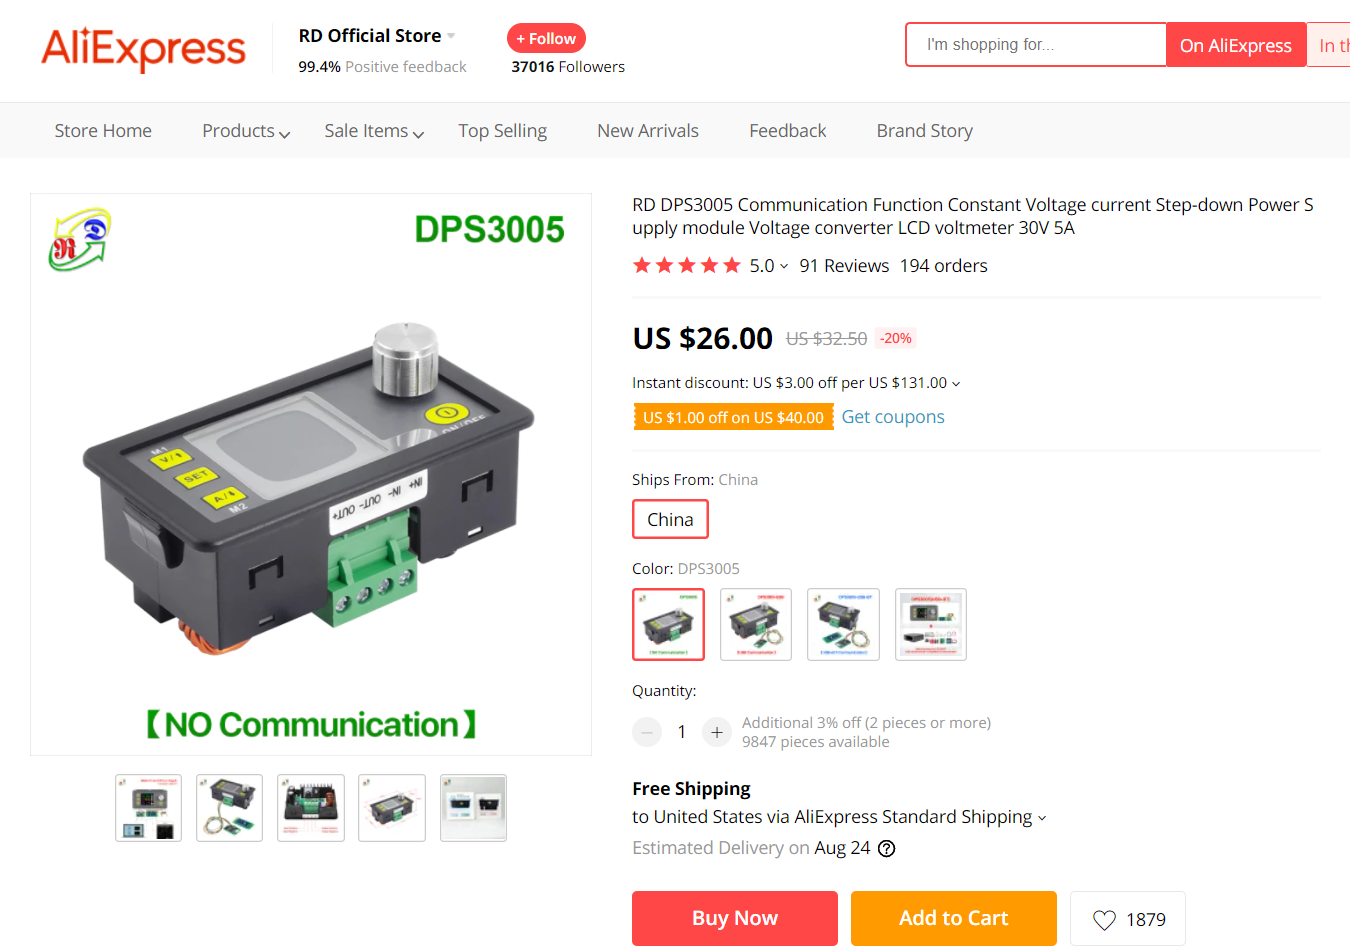 AliExpress
RD Official Store
99.4% Positive feedback
+ Follow
37016 Followers
I'm shopping for...
On AliExpress
In th
Store Home
Products
Sale Items
Top Selling
New Arrivals
Feedback
Brand Story
RD
DPS3005
M1
V/⬆
SET
A/⬇
M2
ON/OFF
IN+ IN- OUT- OUT+
【NO Communication】
RD DPS3005 Communication Function Constant Voltage current Step-down Power S
upply module Voltage converter LCD voltmeter 30V 5A
5.0
91 Reviews
194 orders
US $26.00
US $32.50
-20%
Instant discount: US $3.00 off per US $131.00
US $1.00 off on US $40.00
Get coupons
Ships From: China
China
Color: DPS3005
Quantity:
1
Additional 3% off (2 pieces or more)
9847 pieces available
Free Shipping
to United States via AliExpress Standard Shipping
Estimated Delivery on Aug 24
Buy Now
Add to Cart
1879